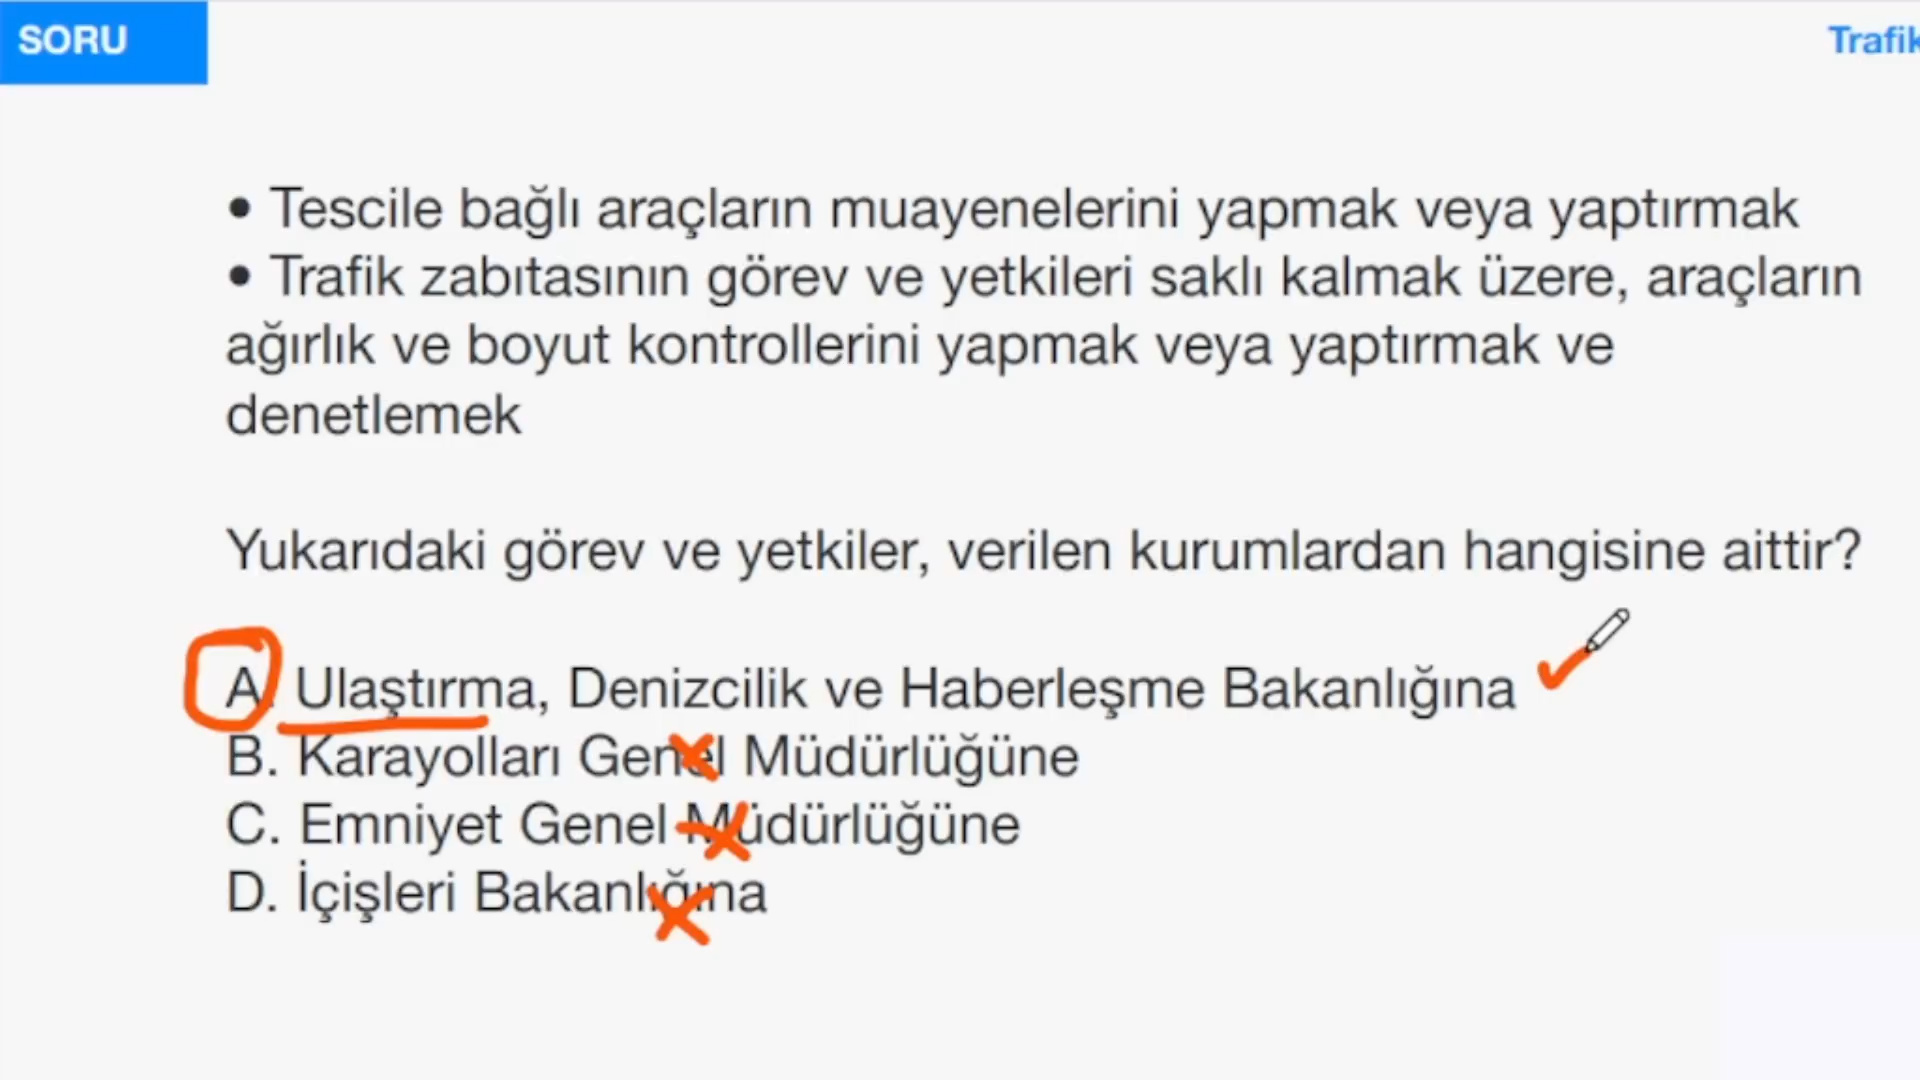 SORU
Trafik
• Tescile bağlı araçların muayenelerini yapmak veya yaptırmak
• Trafik zabıtasının görev ve yetkileri saklı kalmak üzere, araçların
ağırlık ve boyut kontrollerini yapmak veya yaptırmak ve
denetlemek
Yukarıdaki görev ve yetkiler, verilen kurumlardan hangisine aittir?
A. Ulaştırma, Denizcilik ve Haberleşme Bakanlığına
B. Karayolları Genel Müdürlüğüne
C. Emniyet Genel Müdürlüğüne
D. İçişleri Bakanlığına